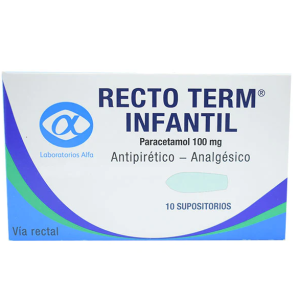 RECTO TERM®
INFANTIL
Paracetamol 100 mg
Antipirético – Analgésico
Laboratorios Alfa
10 SUPOSITORIOS
Vía rectal